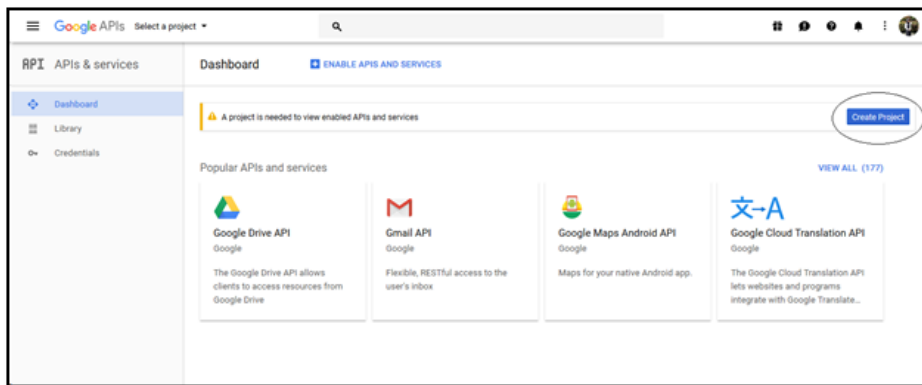 Google APIs Select a project
API APIs & services
Dashboard
ENABLE APIS AND SERVICES
Dashboard
Library
Credentials
A project is needed to view enabled APIs and services
Create Project
Popular APIs and services
VIEW ALL (177)
Google Drive API
Google
The Google Drive API allows
clients to access resources from
Google Drive
Gmail API
Google
Flexible, RESTful access to the
user's inbox
Google Maps Android API
Google
Maps for your native Android app.
文→A
Google Cloud Translation API
Google
The Google Cloud Translation API
lets websites and programs
integrate with Google Translate...